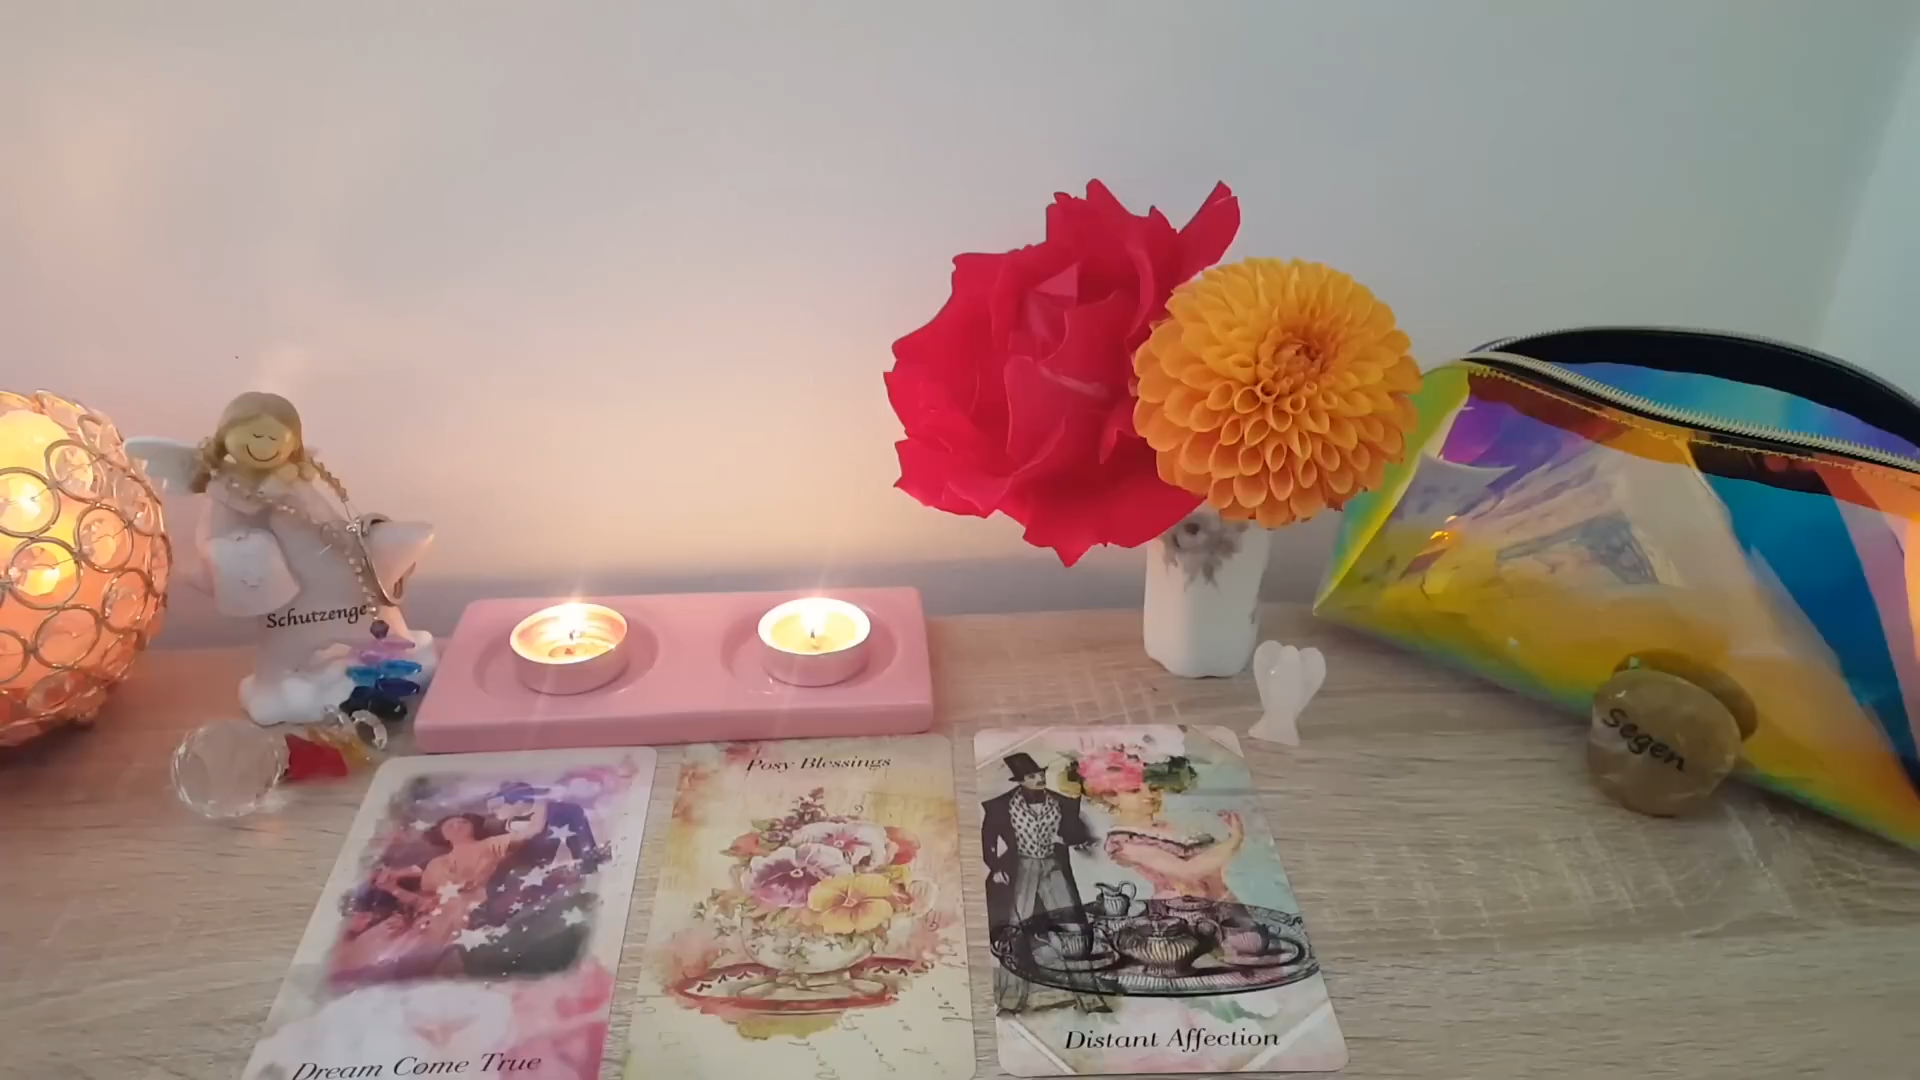 Schutzenge
Segen
Posy Blessings
Dream Come True
Distant Affection